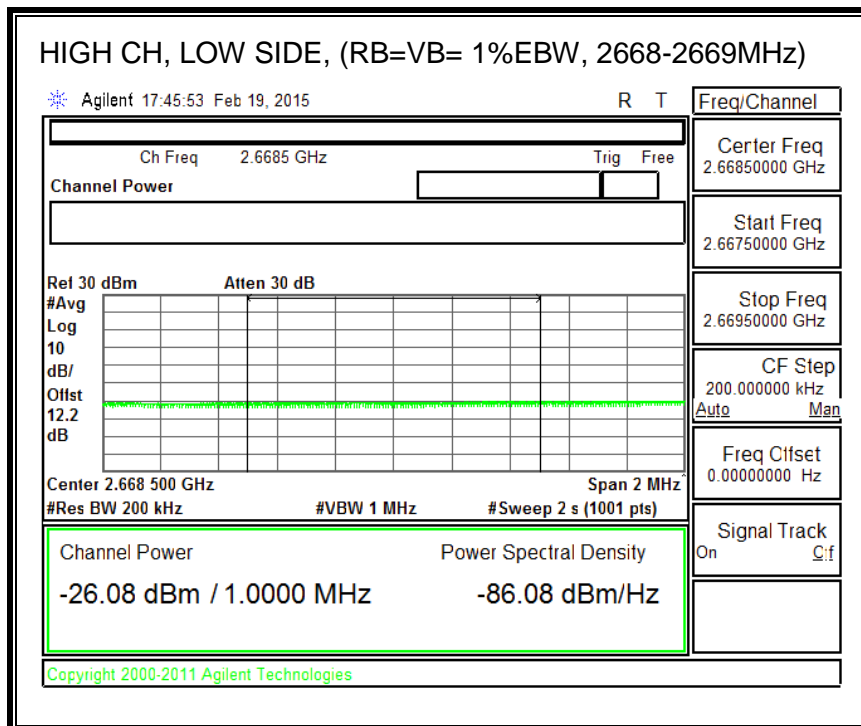 HIGH CH, LOW SIDE, (RB=VB= 1%EBW, 2668-2669MHz)
Agilent 17:45:53 Feb 19, 2015 R T
Ch Freq 2.6685 GHz Trig Free
Channel Power
Ref 30 dBm Atten 30 dB
#Avg
Log
10
dB/
Offst
12.2
dB
Center 2.668 500 GHz Span 2 MHz^
#Res BW 200 kHz #VBW 1 MHz #Sweep 2 s (1001 pts)
Channel Power Power Spectral Density
-26.08 dBm / 1.0000 MHz -86.08 dBm/Hz
Copyright 2000-2011 Agilent Technologies
Freq/Channel
Center Freq
2.66850000 GHz
Start Freq
2.66750000 GHz
Stop Freq
2.66950000 GHz
CF Step
200.000000 kHz
Auto Man
Freq Offset
0.00000000 Hz
Signal Track
On Off